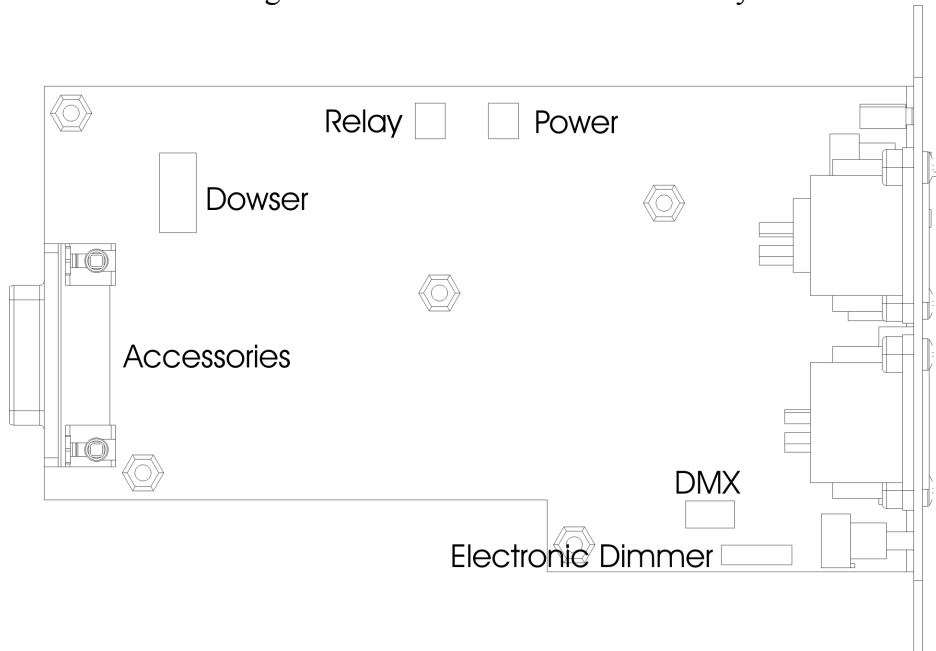 Relay
Power
Dowser
Accessories
DMX
Electronic Dimmer